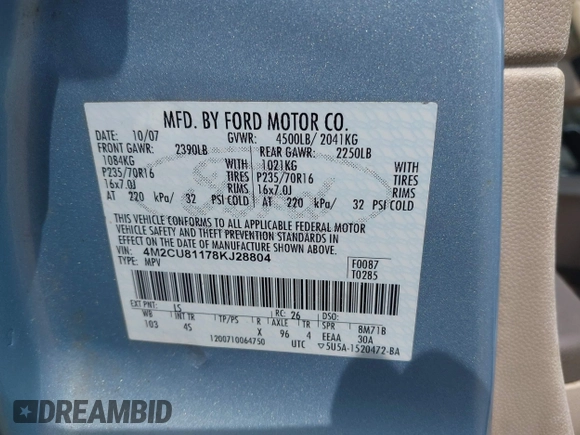 MFD. BY FORD MOTOR CO.
DATE: 10/07 GVWR: 4500LB/ 2041KG
FRONT GAWR: 2390LB REAR GAWR: 2250LB
1084KG WITH 1021KG WITH
P235/70R16 TIRES P235/70R16 TIRES
16x7.0J RIMS 16x7.0J RIMS
AT 220 kPa/ 32 PSI COLD AT 220 kPa/ 32 PSI COLD
THIS VEHICLE CONFORMS TO ALL APPLICABLE FEDERAL MOTOR
VEHICLE SAFETY AND THEFT PREVENTION STANDARDS IN
EFFECT ON THE DATE OF MANUFACTURE SHOWN ABOVE.
VIN: 4M2CU81178KJ28804 F0087
TYPE: MPV T0285
EXT PNT: LS RC: 26 DSO:
WB INT TR TP/PS R AXLE TR SPR 8M71B
103 4S X 96 4 EEAA 30A
1200710064750 UTC ▽5U5A-1520472-BA
Ford
DREAMBID